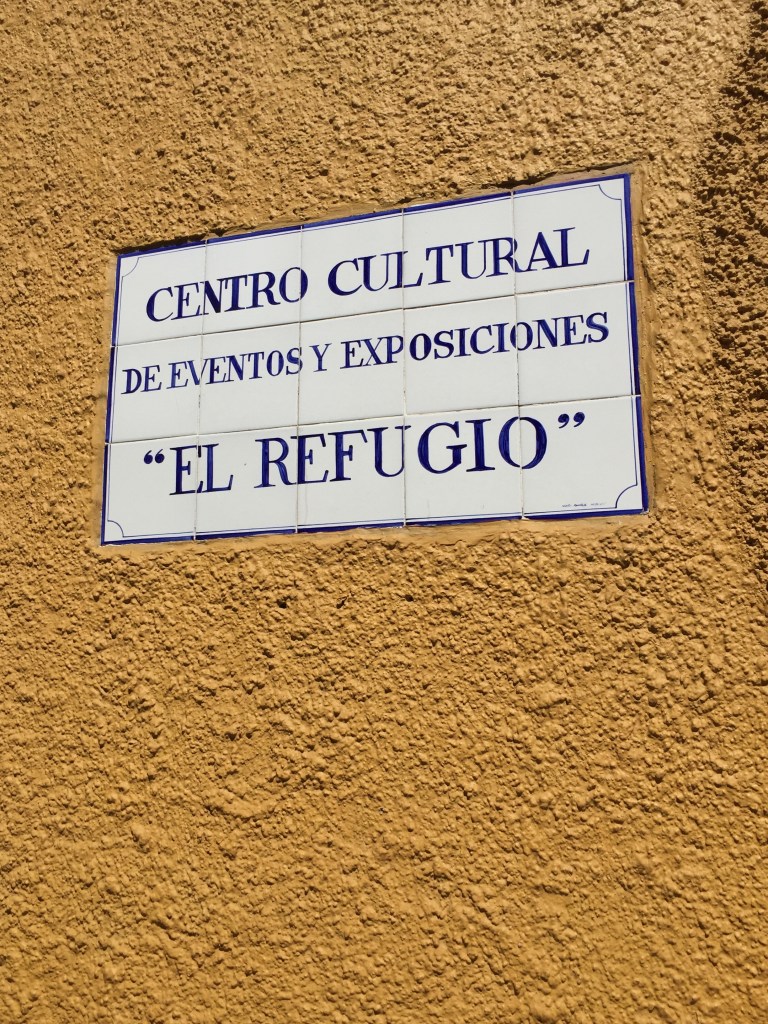 CENTRO CULTURAL
DE EVENTOS Y EXPOSICIONES
“EL REFUGIO”